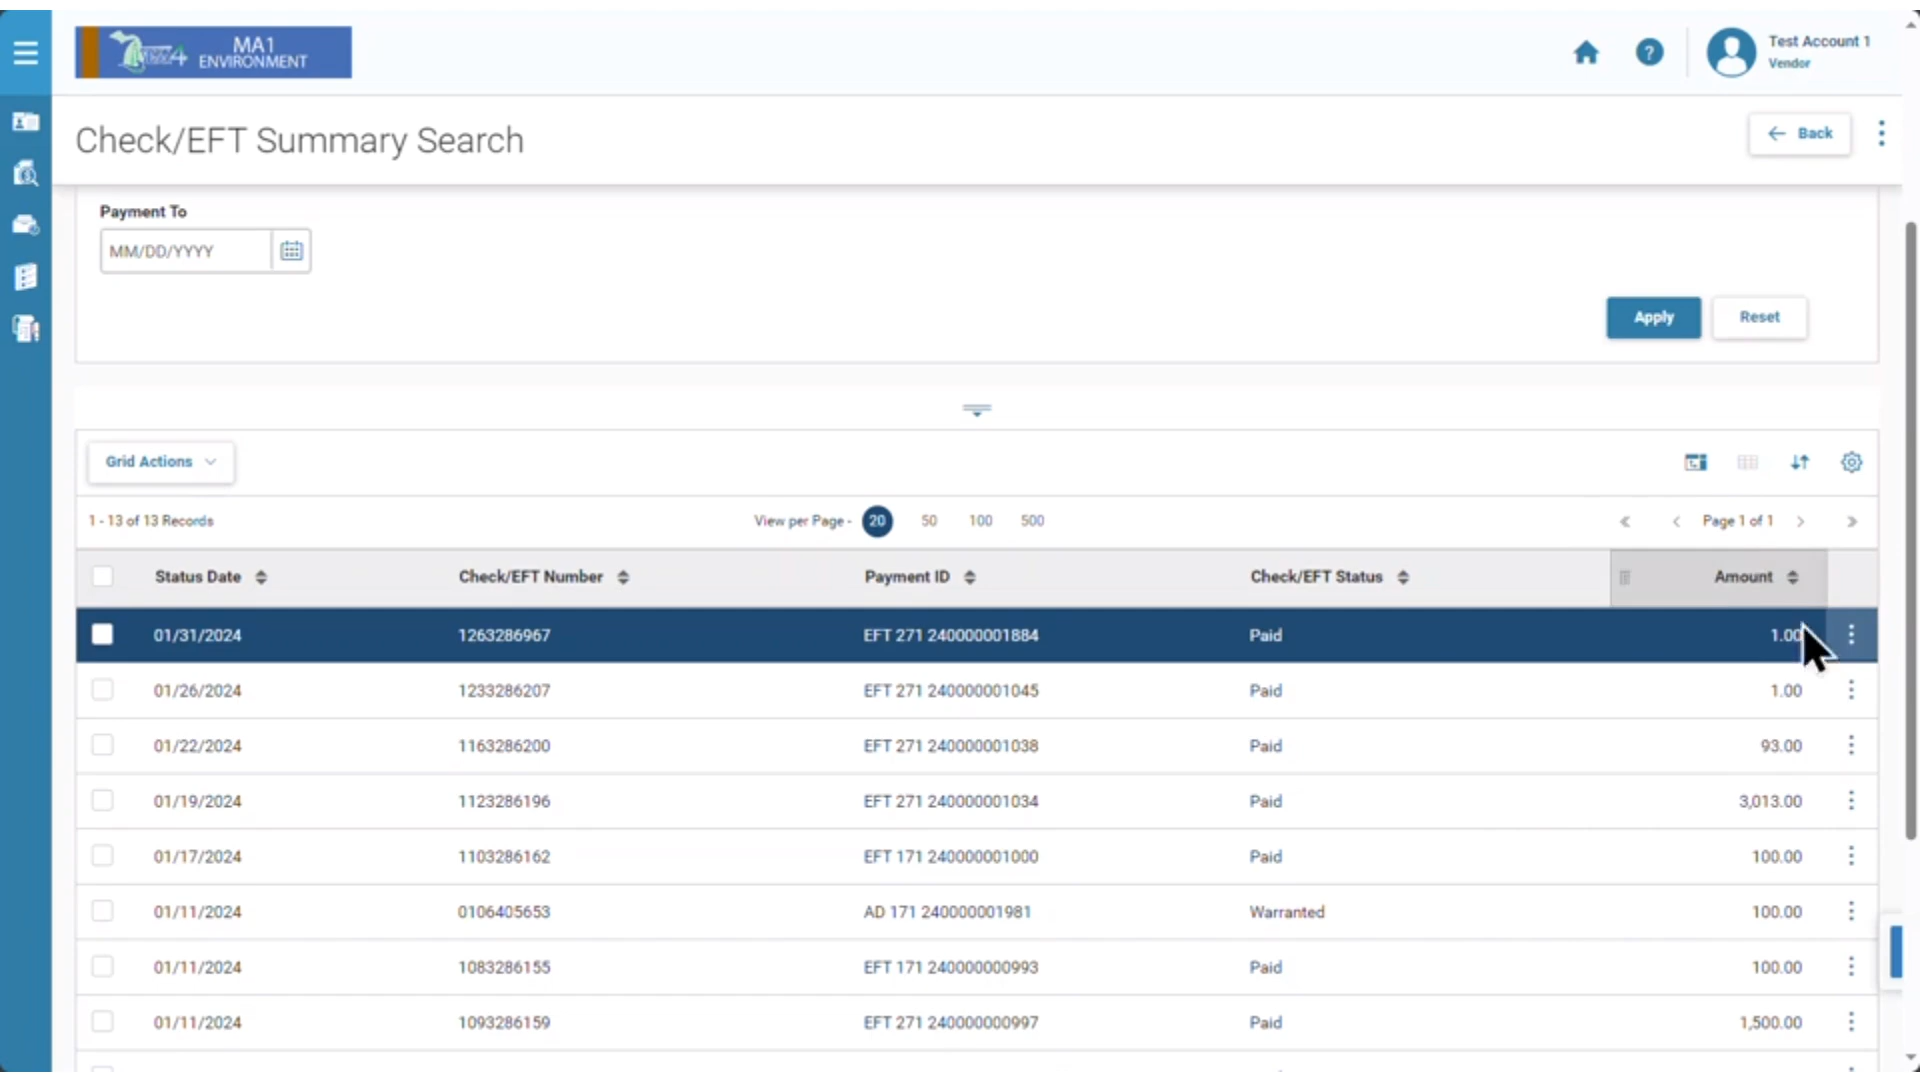 MA1
ENVIRONMENT
Test Account 1
Vendor
Check/EFT Summary Search
Back
Payment To
MM/DD/YYYY
Apply
Reset
Grid Actions
1 - 13 of 13 Records
View per Page - 20 50 100 500
Page 1 of 1
Status Date Check/EFT Number Payment ID Check/EFT Status Amount
01/31/2024 1263286967 EFT 271 240000001884 Paid 1.00
01/26/2024 1233286207 EFT 271 240000001045 Paid 1.00
01/22/2024 1163286200 EFT 271 240000001038 Paid 93.00
01/19/2024 1123286196 EFT 271 240000001034 Paid 3,013.00
01/17/2024 1103286162 EFT 171 240000001000 Paid 100.00
01/11/2024 0106405653 AD 171 240000001981 Warranted 100.00
01/11/2024 1083286155 EFT 171 240000000993 Paid 100.00
01/11/2024 1093286159 EFT 271 240000000997 Paid 1,500.00